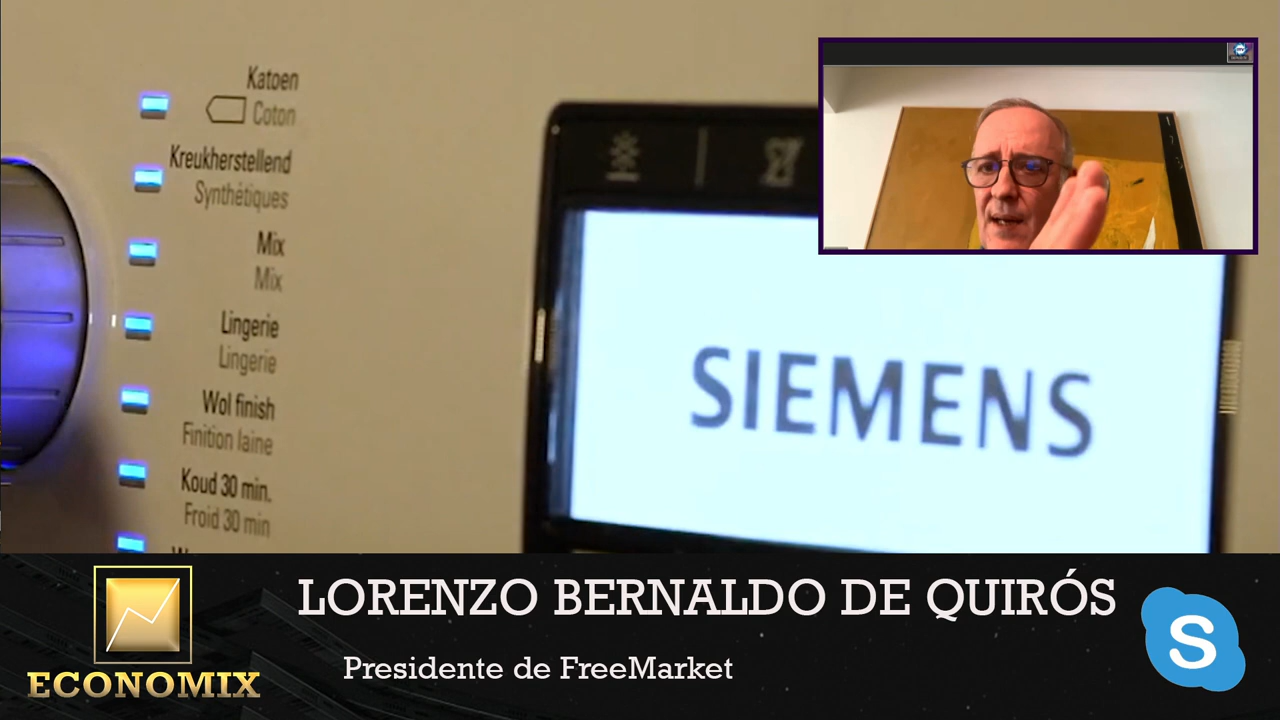 Katoen
Coton
Kreukherstellend
Synthétiques
Mix
Mix
Lingerie
Lingerie
Wol finish
Finition laine
Koud 30 min.
Froid 30 min
SIEMENS
LORENZO BERNALDO DE QUIRÓS
Presidente de FreeMarket
ECONOMIX
S